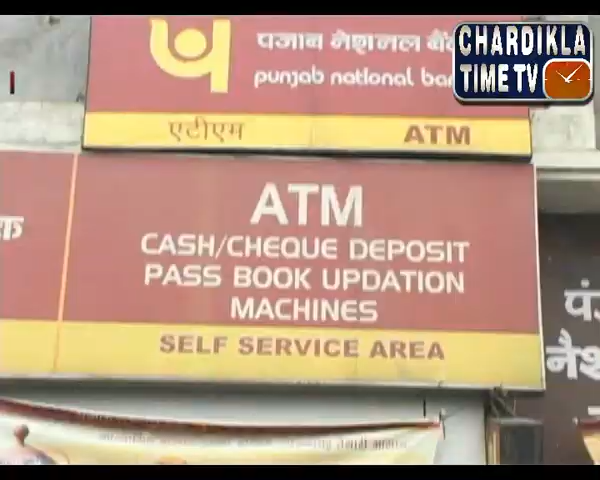 CHARDIKLA
TIME TV
पंजाब नैशनल बैंक
punjab national
एटीएम ATM
ATM
CASH/CHEQUE DEPOSIT
PASS BOOK UPDATION
MACHINES
SELF SERVICE AREA